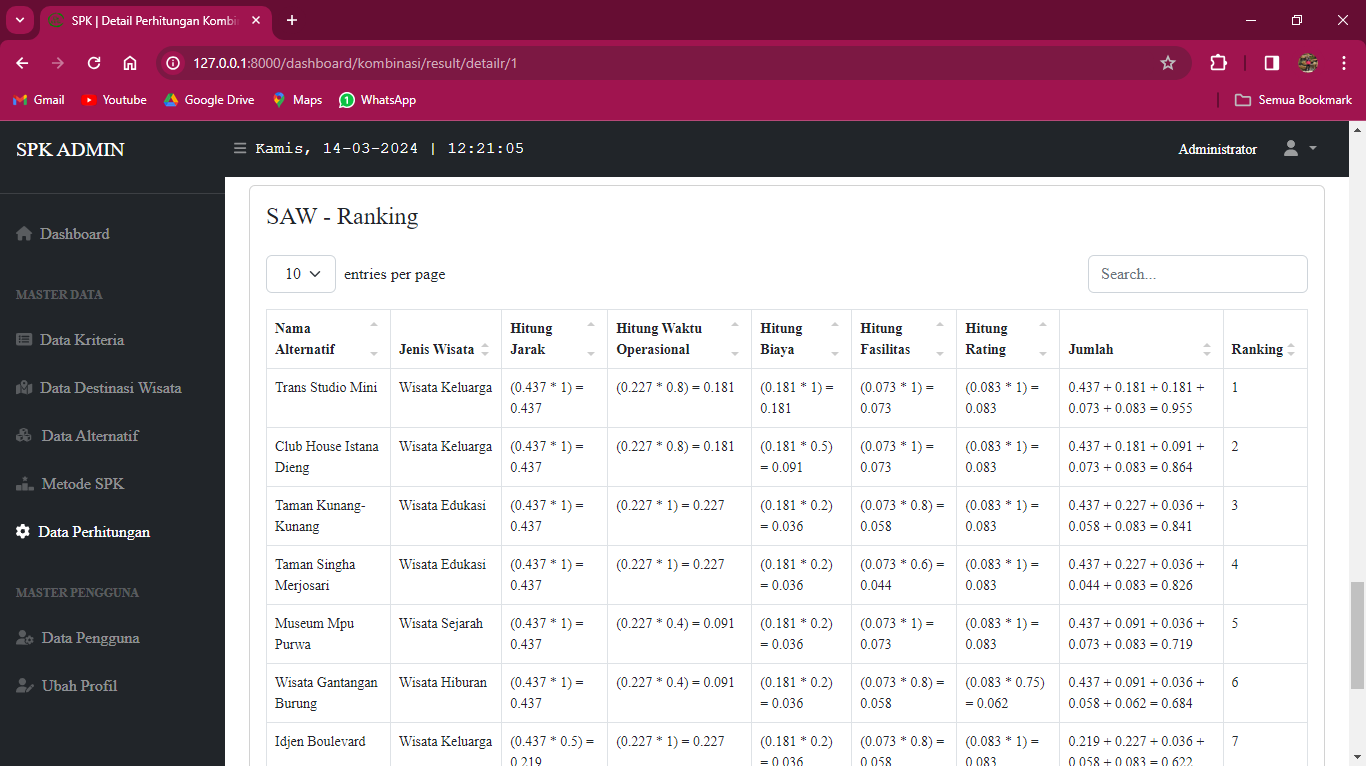 SPK | Detail Perhitungan Kombi
127.0.0.1:8000/dashboard/kombinasi/result/detailr/1
Gmail
Youtube
Google Drive
Maps
WhatsApp
Semua Bookmark
SPK ADMIN
Kamis, 14-03-2024 | 12:21:05
Administrator
Dashboard
MASTER DATA
Data Kriteria
Data Destinasi Wisata
Data Alternatif
Metode SPK
Data Perhitungan
MASTER PENGGUNA
Data Pengguna
Ubah Profil
SAW - Ranking
10 entries per page
Search...
Nama Alternatif
Jenis Wisata
Hitung Jarak
Hitung Waktu Operasional
Hitung Biaya
Hitung Fasilitas
Hitung Rating
Jumlah
Ranking
Trans Studio Mini
Wisata Keluarga
(0.437 * 1) = 0.437
(0.227 * 0.8) = 0.181
(0.181 * 1) = 0.181
(0.073 * 1) = 0.073
(0.083 * 1) = 0.083
0.437 + 0.181 + 0.181 + 0.073 + 0.083 = 0.955
1
Club House Istana Dieng
Wisata Keluarga
(0.437 * 1) = 0.437
(0.227 * 0.8) = 0.181
(0.181 * 0.5) = 0.091
(0.073 * 1) = 0.073
(0.083 * 1) = 0.083
0.437 + 0.181 + 0.091 + 0.073 + 0.083 = 0.864
2
Taman Kunang-Kunang
Wisata Edukasi
(0.437 * 1) = 0.437
(0.227 * 1) = 0.227
(0.181 * 0.2) = 0.036
(0.073 * 0.8) = 0.058
(0.083 * 1) = 0.083
0.437 + 0.227 + 0.036 + 0.058 + 0.083 = 0.841
3
Taman Singha Merjosari
Wisata Edukasi
(0.437 * 1) = 0.437
(0.227 * 1) = 0.227
(0.181 * 0.2) = 0.036
(0.073 * 0.6) = 0.044
(0.083 * 1) = 0.083
0.437 + 0.227 + 0.036 + 0.044 + 0.083 = 0.826
4
Museum Mpu Purwa
Wisata Sejarah
(0.437 * 1) = 0.437
(0.227 * 0.4) = 0.091
(0.181 * 0.2) = 0.036
(0.073 * 1) = 0.073
(0.083 * 1) = 0.083
0.437 + 0.091 + 0.036 + 0.073 + 0.083 = 0.719
5
Wisata Gantangan Burung
Wisata Hiburan
(0.437 * 1) = 0.437
(0.227 * 0.4) = 0.091
(0.181 * 0.2) = 0.036
(0.073 * 0.8) = 0.058
(0.083 * 0.75) = 0.062
0.437 + 0.091 + 0.036 + 0.058 + 0.062 = 0.684
6
Idjen Boulevard
Wisata Keluarga
(0.437 * 0.5) = 0.219
(0.227 * 1) = 0.227
(0.181 * 0.2) = 0.036
(0.073 * 0.8) = 0.058
(0.083 * 1) = 0.083
0.219 + 0.227 + 0.036 + 0.058 + 0.083 = 0.622
7